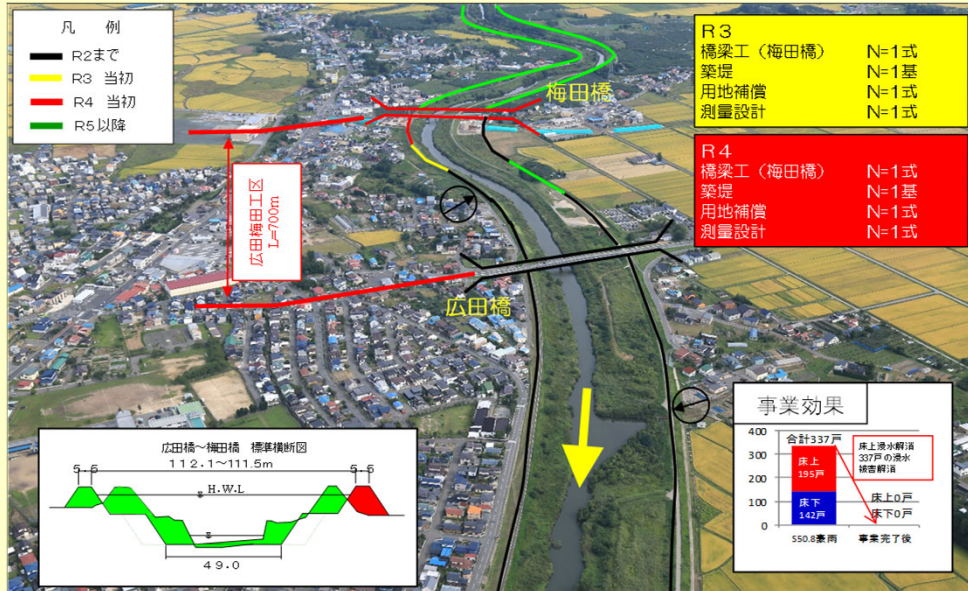 凡 例
R2まで
R3 当初
R4 当初
R5以降
梅田橋
R3
橋梁工（梅田橋） N=1式
築堤 N=1基
用地補償 N=1式
測量設計 N=1式
R4
橋梁工（梅田橋） N=1式
築堤 N=1基
用地補償 N=1式
測量設計 N=1式
広田梅田工区
L=700m
広田橋
広田橋～梅田橋 標準横断図
112.1～111.5m
5.5 5.5
H.W.L
49.0
事業効果
400
300
200
100
0
合計337戸
床上
195戸
床下
142戸
床上浸水解消
337戸の浸水
被害解消
床上0戸
床下0戸
S50.8豪雨 事業完了後